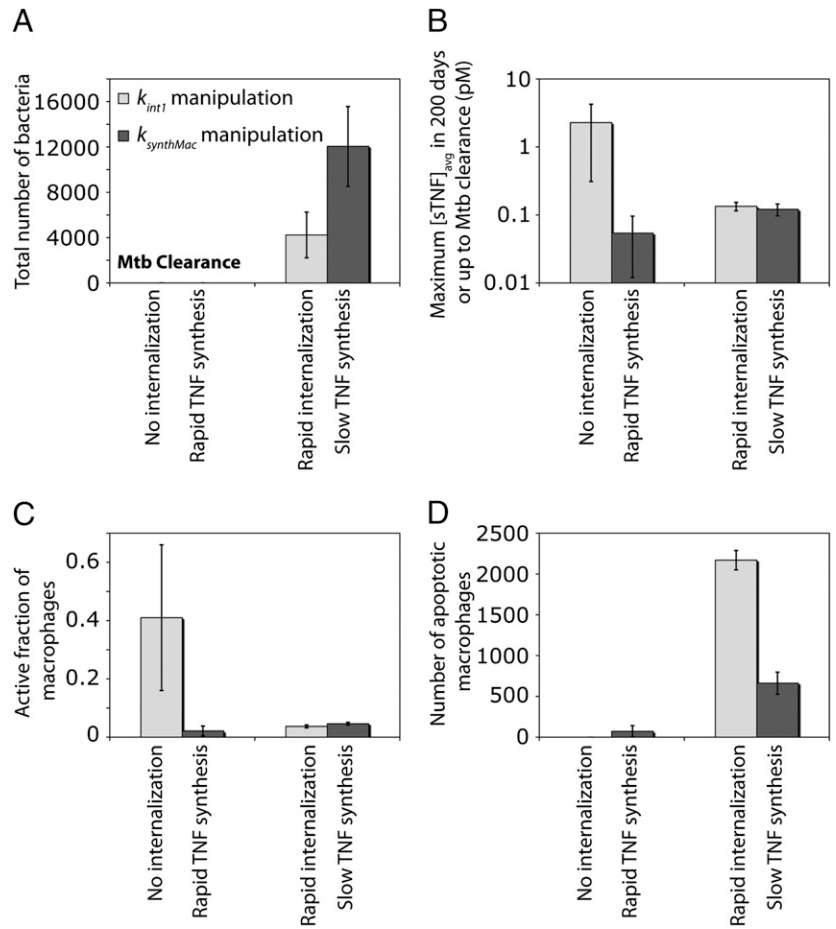 A
Total number of bacteria
16000
12000
8000
4000
0
k_int1 manipulation
k_synthMac manipulation
Mtb Clearance
No internalization
Rapid TNF synthesis
Rapid internalization
Slow TNF synthesis
B
Maximum [sTNF]avg in 200 days
or up to Mtb clearance (pM)
10
1
0.1
0.01
No internalization
Rapid TNF synthesis
Rapid internalization
Slow TNF synthesis
C
Active fraction of
macrophages
0.6
0.4
0.2
0
No internalization
Rapid TNF synthesis
Rapid internalization
Slow TNF synthesis
D
Number of apoptotic
macrophages
2500
2000
1500
1000
500
0
No internalization
Rapid TNF synthesis
Rapid internalization
Slow TNF synthesis